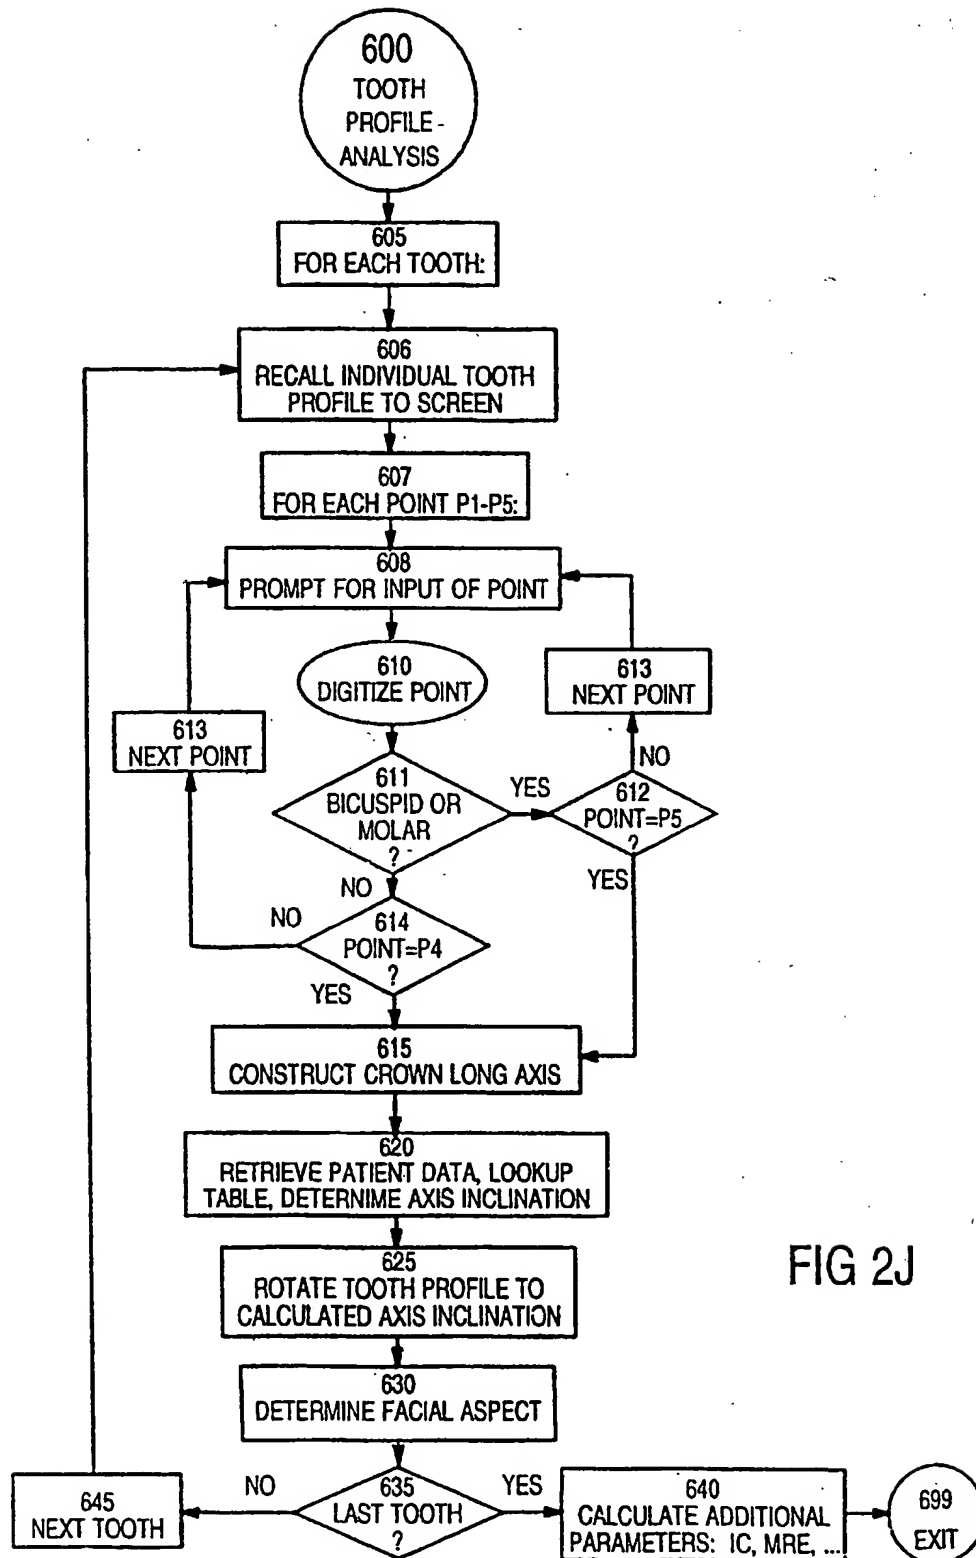 600
TOOTH
PROFILE-
ANALYSIS
605
FOR EACH TOOTH:
606
RECALL INDIVIDUAL TOOTH
PROFILE TO SCREEN
607
FOR EACH POINT P1-P5:
608
PROMPT FOR INPUT OF POINT
610
DIGITIZE POINT
613
NEXT POINT
613
NEXT POINT
611
BICUSPID OR
MOLAR
?
YES
NO
612
POINT=P5
?
YES
NO
NO
614
POINT=P4
?
YES
615
CONSTRUCT CROWN LONG AXIS
620
RETRIEVE PATIENT DATA, LOOKUP
TABLE, DETERNIME AXIS INCLINATION
625
ROTATE TOOTH PROFILE TO
CALCULATED AXIS INCLINATION
FIG 2J
630
DETERMINE FACIAL ASPECT
645
NEXT TOOTH
NO
635
LAST TOOTH
?
YES
640
CALCULATE ADDITIONAL
PARAMETERS: IC, MRE, ...
699
EXIT